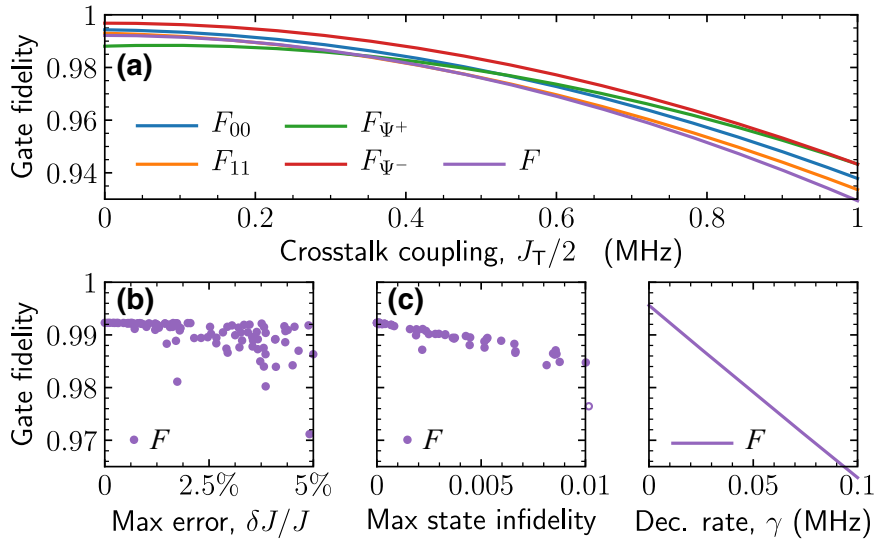 1
0.98
0.96
0.94
Gate fidelity
(a)
F₀₀
F_Ψ⁺
F₁₁
F_Ψ⁻
F
0
0.2
0.4
0.6
0.8
1
Crosstalk coupling, J_T/2 (MHz)
1
0.99
0.98
0.97
Gate fidelity
(b)
F
0
2.5%
5%
Max error, δJ/J
(c)
F
0
0.005
0.01
Max state infidelity
F
0
0.05
0.1
Dec. rate, γ (MHz)